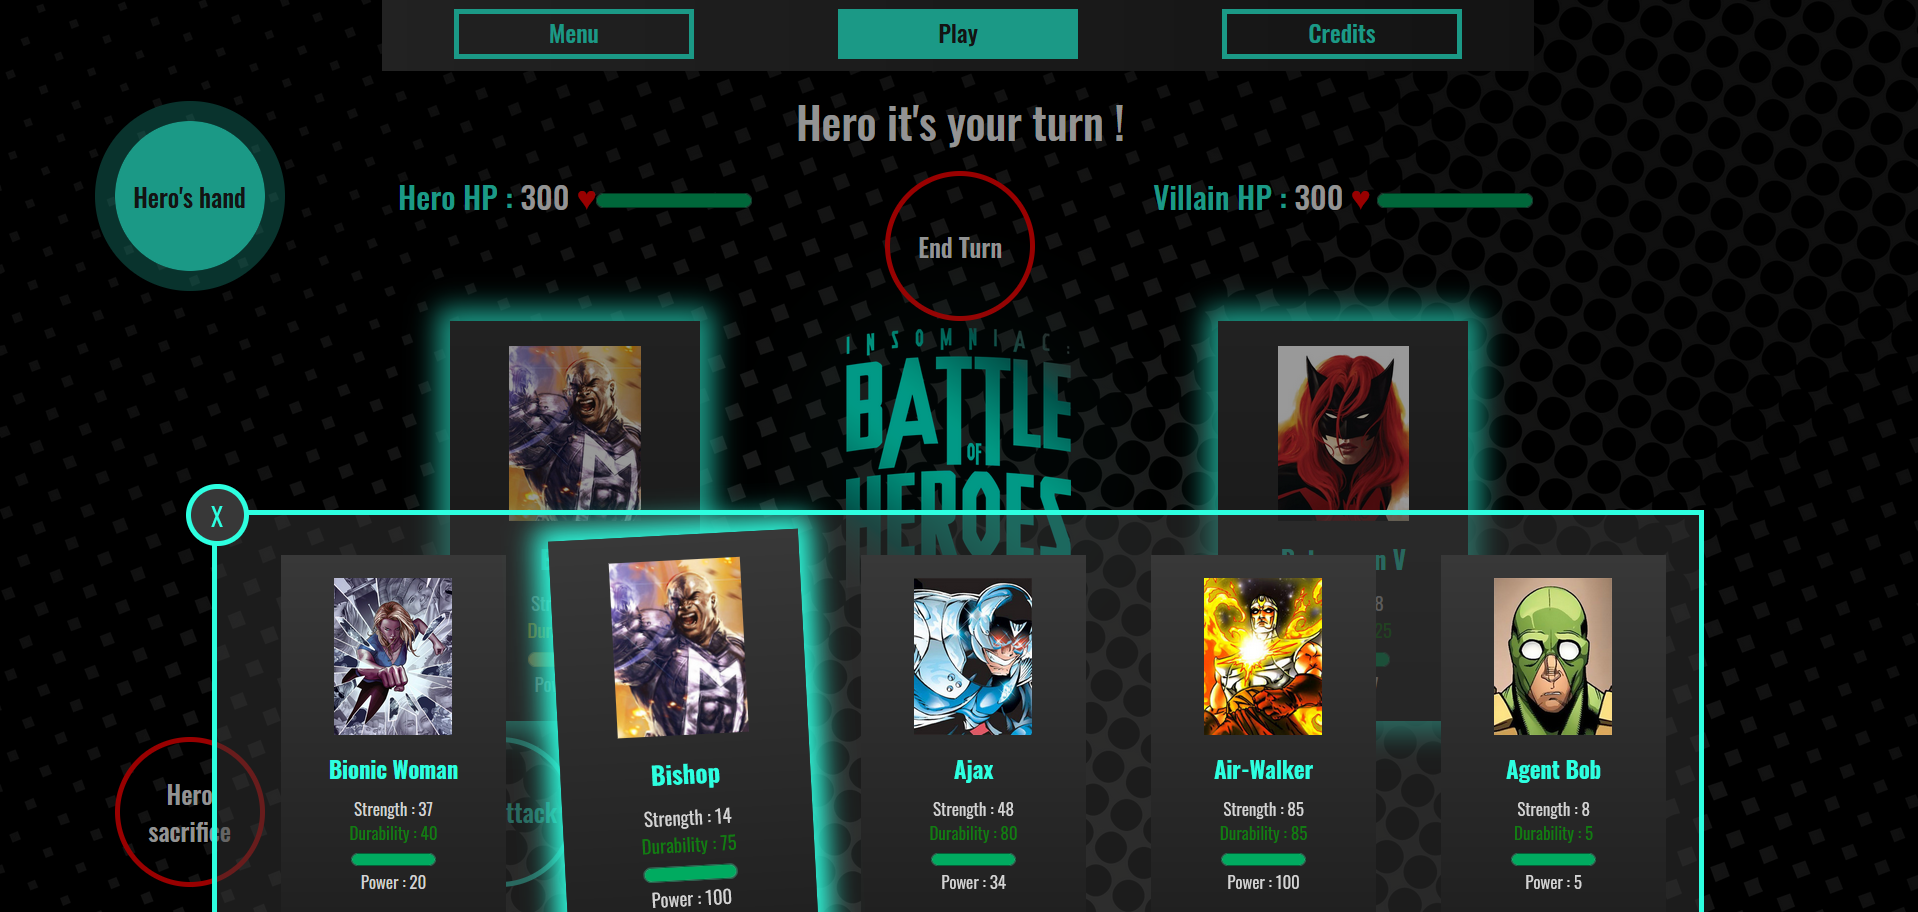 Menu
Play
Credits
Hero it's your turn !
Hero's hand
Hero HP : 300 ♥
End Turn
Villain HP : 300 ♥
INSOMNIAC:
BATTLE
OF
HEROES
X
Bionic Woman
Strength : 37
Durability : 40
Power : 20
Bishop
Strength : 14
Durability : 75
Power : 100
Ajax
Strength : 48
Durability : 80
Power : 34
Air-Walker
Strength : 85
Durability : 85
Power : 100
Agent Bob
Strength : 8
Durability : 5
Power : 5
Hero
sacrifice